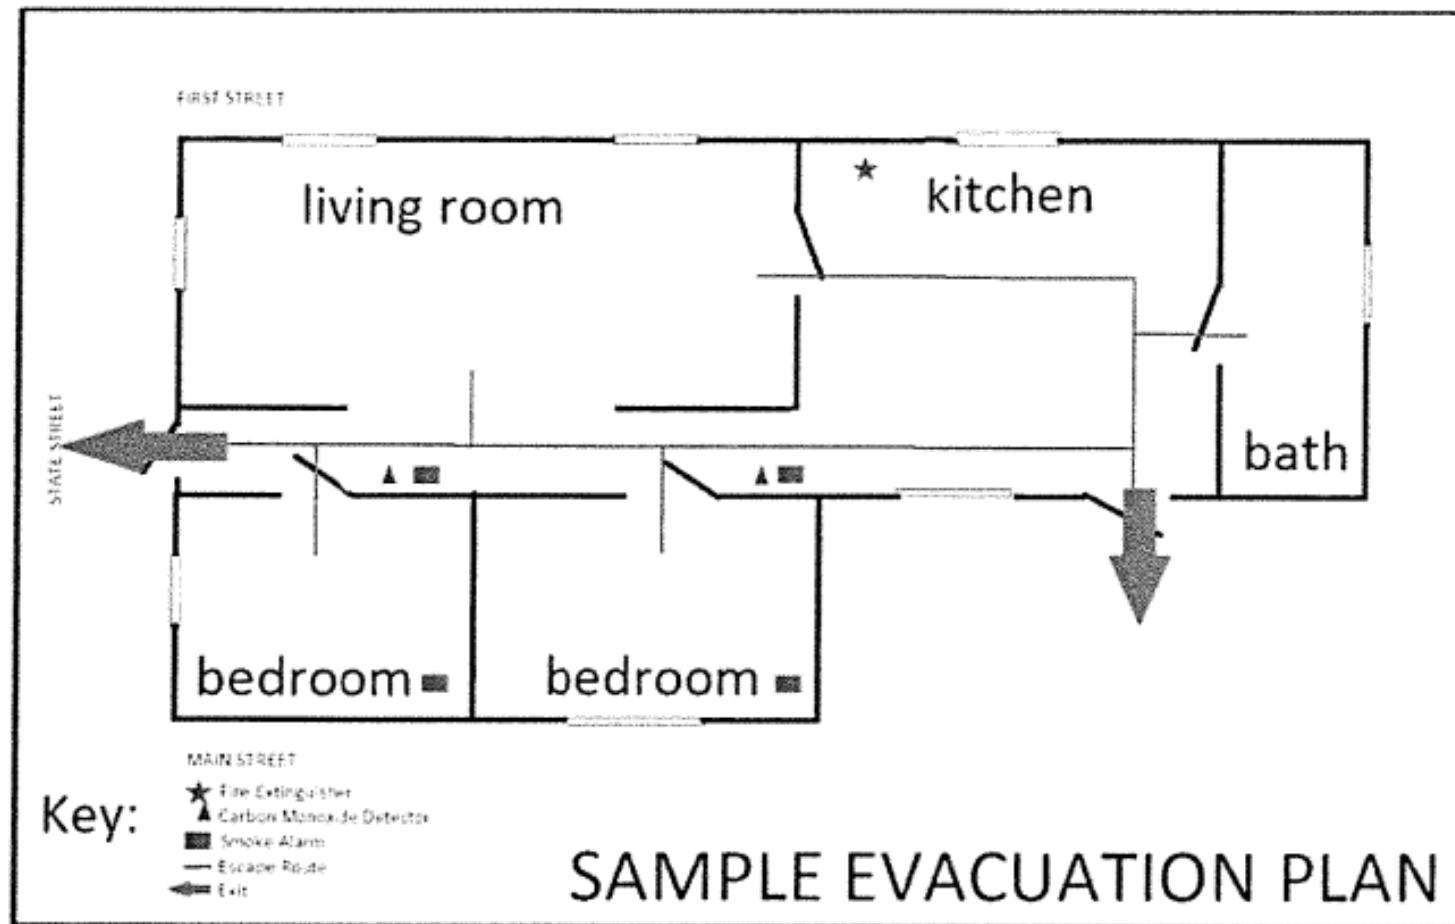 FIRST STREET
living room
kitchen
STATE STREET
bath
bedroom
bedroom
MAIN STREET
Key:
Fire Extinguisher
Carbon Monoxide Detector
Smoke Alarm
Escape Route
Exit
SAMPLE EVACUATION PLAN